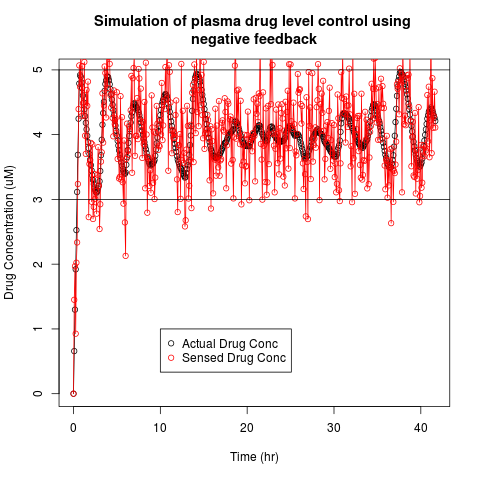 Simulation of plasma drug level control using
negative feedback
Drug Concentration (uM)
5
4
3
2
1
0
Actual Drug Conc
Sensed Drug Conc
0 10 20 30 40
Time (hr)